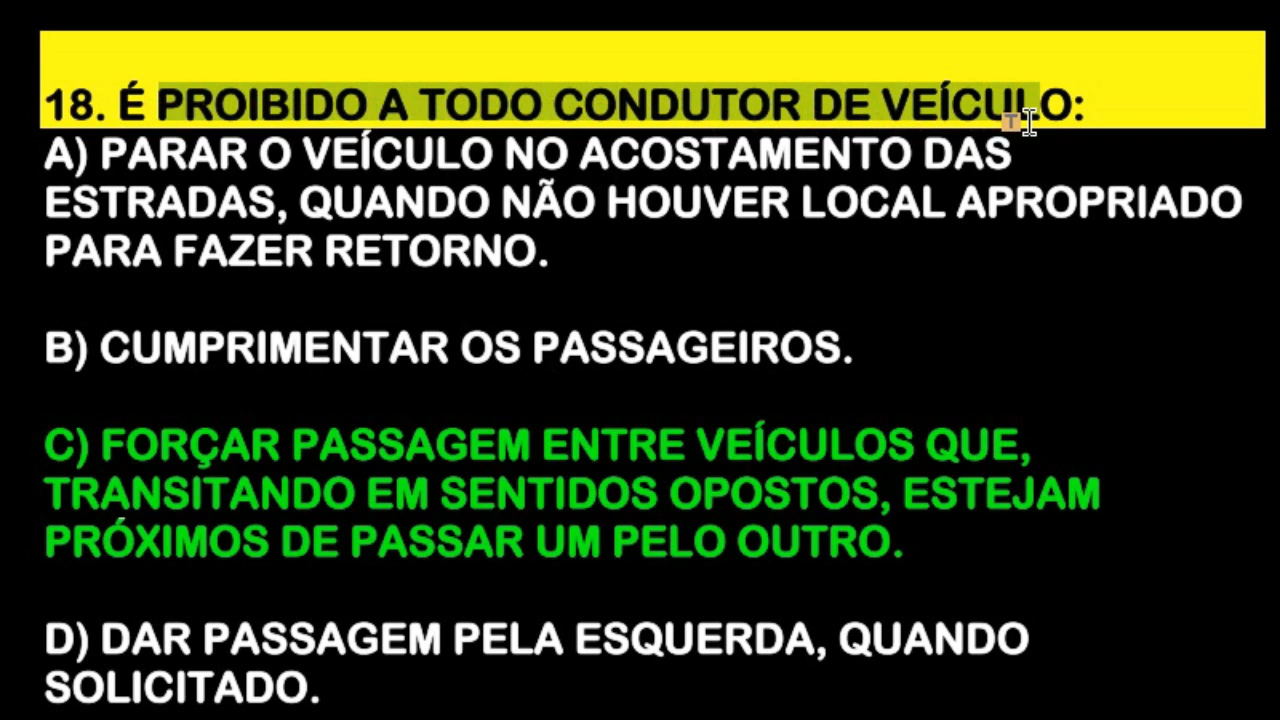 18. É PROIBIDO A TODO CONDUTOR DE VEÍCULO:
A) PARAR O VEÍCULO NO ACOSTAMENTO DAS
ESTRADAS, QUANDO NÃO HOUVER LOCAL APROPRIADO
PARA FAZER RETORNO.
B) CUMPRIMENTAR OS PASSAGEIROS.
C) FORÇAR PASSAGEM ENTRE VEÍCULOS QUE,
TRANSITANDO EM SENTIDOS OPOSTOS, ESTEJAM
PRÓXIMOS DE PASSAR UM PELO OUTRO.
D) DAR PASSAGEM PELA ESQUERDA, QUANDO
SOLICITADO.